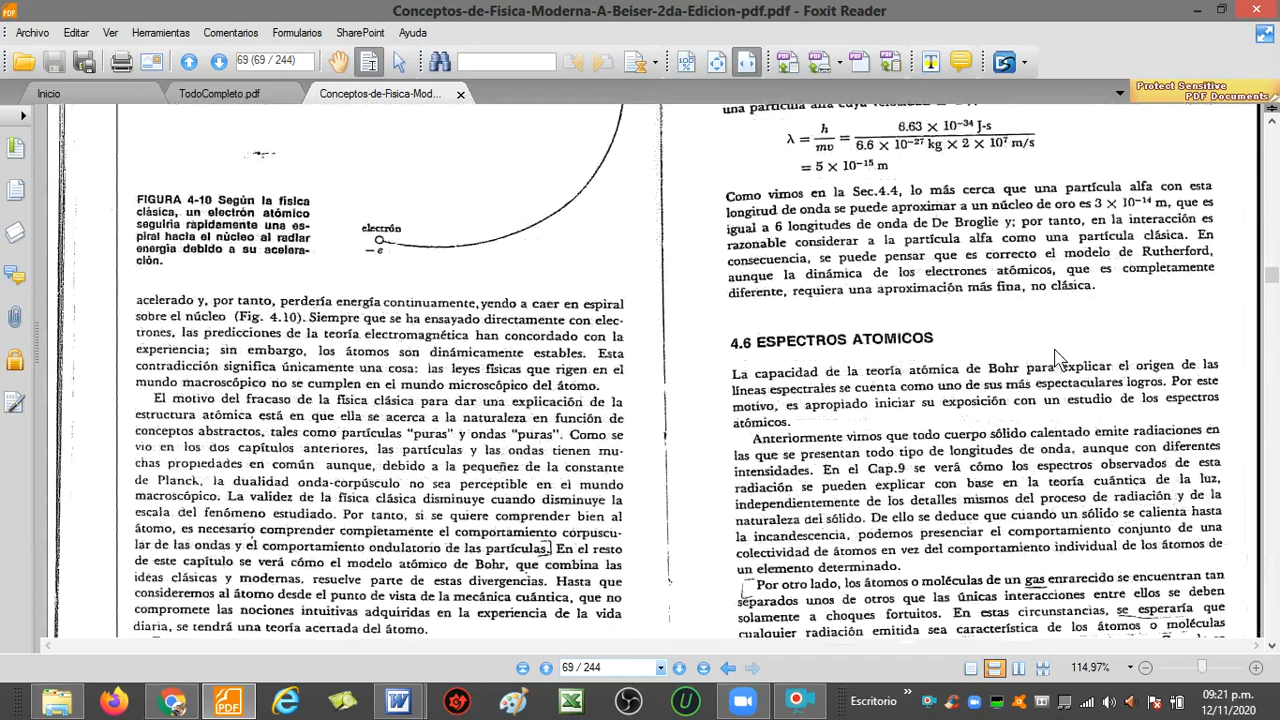 Conceptos-de-Fisica-Moderna-A-Beiser-2da-Edicion-pdf.pdf - Foxit Reader
Archivo Editar Ver Herramientas Comentarios Formularios SharePoint Ayuda
69 (69 / 244)
Inicio TodoCompleto.pdf Conceptos-de-Fisica-Mod...
Protect Sensitive
PDF Documents
FIGURA 4-10 Según la física
clásica, un electrón atómico
seguiría rápidamente una es-
piral hacia el núcleo al radiar
energía debido a su acelera-
ción.
electrón
– e
acelerado y, por tanto, perdería energía continuamente, yendo a caer en espiral
sobre el núcleo (Fig. 4.10). Siempre que se ha ensayado directamente con elec-
trones, las predicciones de la teoría electromagnética han concordado con la
experiencia; sin embargo, los átomos son dinámicamente estables. Esta
contradicción significa únicamente una cosa: las leyes físicas que rigen en el
mundo macroscópico no se cumplen en el mundo microscópico del átomo.
El motivo del fracaso de la física clásica para dar una explicación de la
estructura atómica está en que ella se acerca a la naturaleza en función de
conceptos abstractos, tales como partículas "puras" y ondas "puras". Como se
vio en los dos capítulos anteriores, las partículas y las ondas tienen mu-
chas propiedades en común aunque, debido a la pequeñez de la constante
de Planck, la dualidad onda-corpúsculo no sea perceptible en el mundo
macroscópico. La validez de la física clásica disminuye cuando disminuye la
escala del fenómeno estudiado. Por tanto, si se quiere comprender bien al
átomo, es necesario comprender completamente el comportamiento corpuscu-
lar de las ondas y el comportamiento ondulatorio de las partículas. En el resto
de este capítulo se verá cómo el modelo atómico de Bohr, que combina las
ideas clásicas y modernas, resuelve parte de estas divergencias. Hasta que
consideremos al átomo desde el punto de vista de la mecánica cuántica, que no
compromete las nociones intuitivas adquiridas en la experiencia de la vida
diaria, se tendrá una teoría acertada del átomo.
una partícula alfa cuya
λ = h/mv = 6.63 × 10⁻³⁴ J-s / 6.6 × 10⁻²⁷ kg × 2 × 10⁷ m/s
= 5 × 10⁻¹⁵ m
Como vimos en la Sec.4.4, lo más cerca que una partícula alfa con esta
longitud de onda se puede aproximar a un núcleo de oro es 3 × 10⁻¹⁴ m, que es
igual a 6 longitudes de onda de De Broglie y; por tanto, en la interacción es
razonable considerar a la partícula alfa como una partícula clásica. En
consecuencia, se puede pensar que es correcto el modelo de Rutherford,
aunque la dinámica de los electrones atómicos, que es completamente
diferente, requiera una aproximación más fina, no clásica.
4.6 ESPECTROS ATOMICOS
La capacidad de la teoría atómica de Bohr para explicar el origen de las
líneas espectrales se cuenta como uno de sus más espectaculares logros. Por este
motivo, es apropiado iniciar su exposición con un estudio de los espectros
atómicos.
Anteriormente vimos que todo cuerpo sólido calentado emite radiaciones en
las que se presentan todo tipo de longitudes de onda, aunque con diferentes
intensidades. En el Cap.9 se verá cómo los espectros observados de esta
radiación se pueden explicar con base en la teoría cuántica de la luz,
independientemente de los detalles mismos del proceso de radiación y de la
naturaleza del sólido. De ello se deduce que cuando un sólido se calienta hasta
la incandescencia, podemos presenciar el comportamiento conjunto de una
colectividad de átomos en vez del comportamiento individual de los átomos de
un elemento determinado.
Por otro lado, los átomos o moléculas de un gas enrarecido se encuentran tan
separados unos de otros que las únicas interacciones entre ellos se deben
solamente a choques fortuitos. En estas circunstancias, se esperaría que
cualquier radiación emitida sea característica de los átomos o moléculas
69 / 244
114.97%
Escritorio
09:21 p.m.
12/11/2020